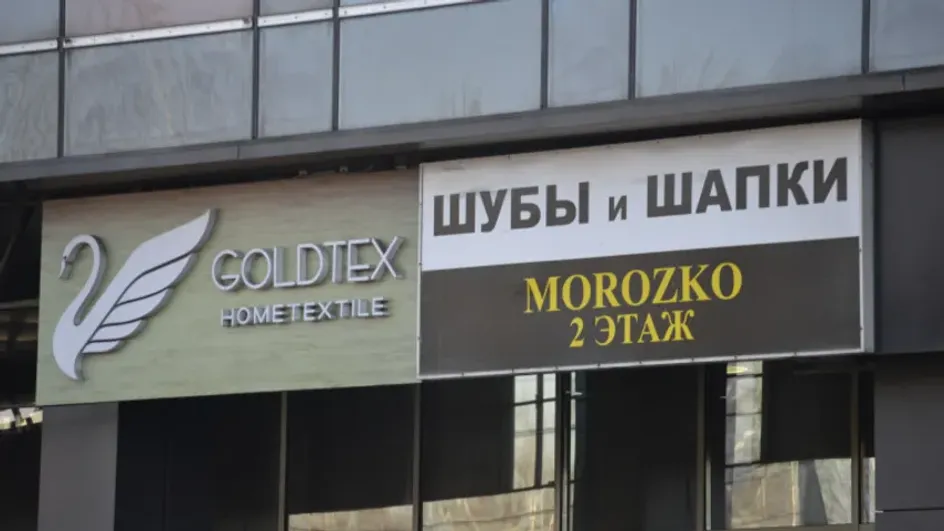 GOLDTEX
HOMETEXTILE
ШУБЫ и ШАПКИ
MOROZKO
2 ЭТАЖ